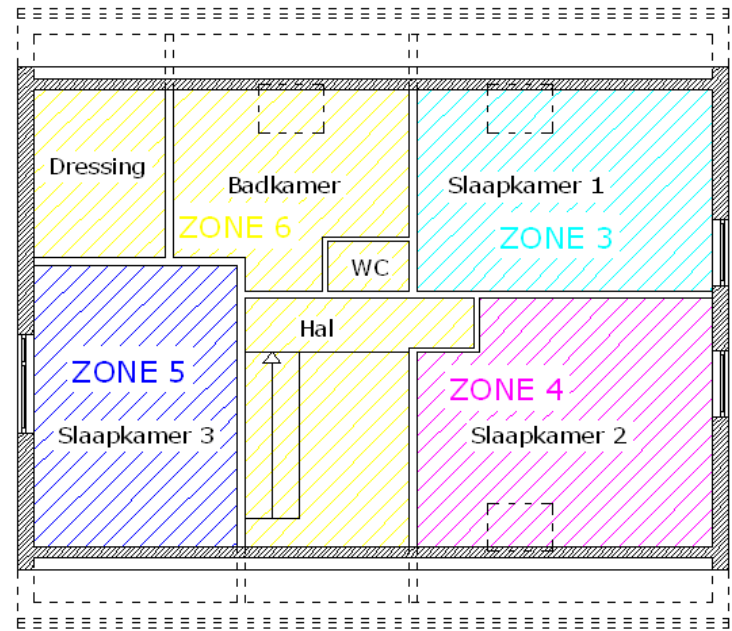 Dressing
Badkamer
Slaapkamer 1
ZONE 6
ZONE 3
WC
Hal
ZONE 5
ZONE 4
Slaapkamer 3
Slaapkamer 2